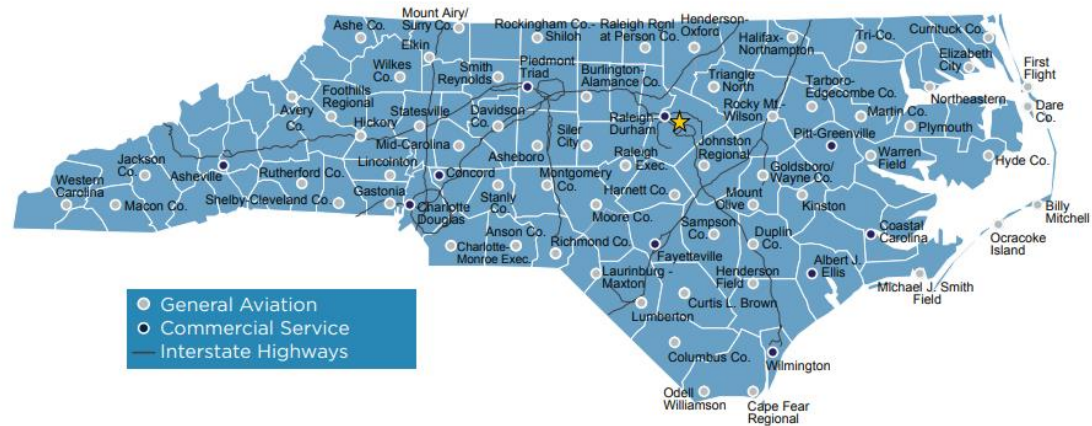 Ashe Co.
Mount Airy/
Surry Co.
Elkin
Rockingham Co.-
Shiloh
Raleigh Rgnl
at Person Co.
Henderson-
Oxford
Halifax-
Northampton
Tri-Co.
Currituck Co.
Elizabeth
City
First
Flight
Wilkes
Co.
Smith
Reynolds
Piedmont
Triad
Burlington-
Alamance Co.
Triangle
North
Tarboro-
Edgecombe Co.
Northeastern
Dare
Co.
Foothills
Regional
Avery
Co.
Hickory
Statesville
Davidson
Co.
Raleigh-
Durham
Rocky Mt.-
Wilson
Martin Co.
Plymouth
Pitt-Greenville
Mid-Carolina
Siler
City
Asheboro
Raleigh
Exec.
Johnston
Regional
Warren
Field
Hyde Co.
Jackson
Co.
Asheville
Rutherford Co.
Lincolnton
Concord
Montgomery
Co.
Goldsboro/
Wayne Co.
Western
Carolina
Macon Co.
Shelby-Cleveland Co.
Gastonia
Charlotte
Douglas
Stanly
Co.
Harnett Co.
Mount
Olive
Kinston
Billy
Mitchell
Moore Co.
Sampson
Co.
Coastal
Carolina
Ocracoke
Island
Anson Co.
Charlotte-
Monroe Exec.
Richmond Co.
Fayetteville
Duplin
Co.
Albert J.
Ellis
Laurinburg -
Maxton
Henderson
Field
Michael J. Smith
Field
Curtis L. Brown
Lumberton
Columbus Co.
Wilmington
Odell
Williamson
Cape Fear
Regional
General Aviation
Commercial Service
Interstate Highways